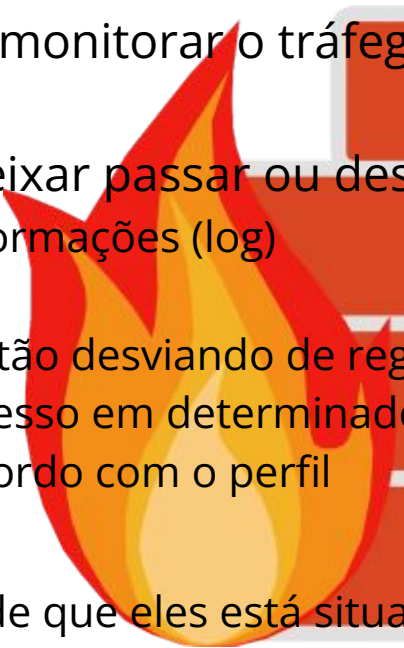 monitorar o tráfeg
eixar passar ou des
ormações (log)
tão desviando de reg
esso em determinado
ordo com o perfil
de que eles está situa